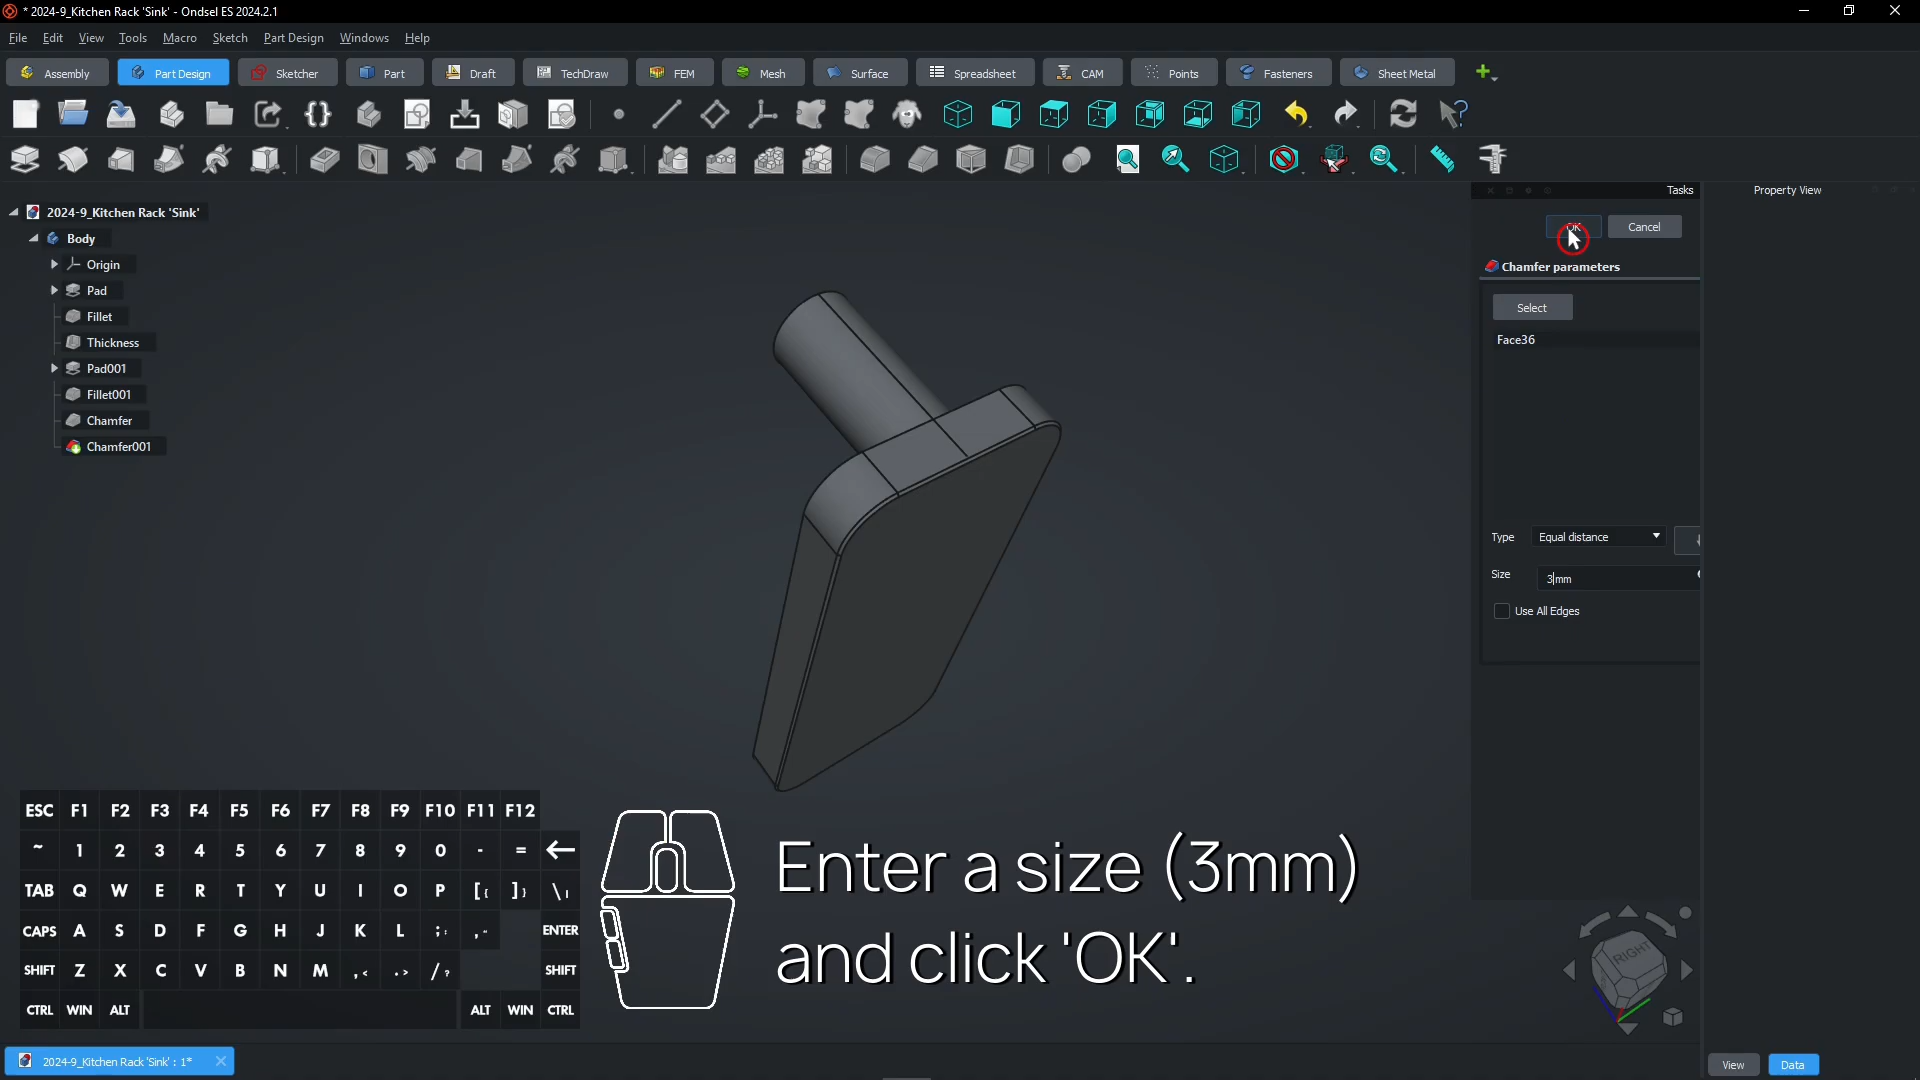 * 2024-9_Kitchen Rack 'Sink' - Ondsel ES 2024.2.1
File Edit View Tools Macro Sketch Part Design Windows Help
Assembly Part Design Sketcher Part Draft TechDraw FEM Mesh Surface Spreadsheet CAM Points Fasteners Sheet Metal
Tasks
Property View
2024-9_Kitchen Rack 'Sink'
Body
Origin
Pad
Fillet
Thickness
Pad001
Fillet001
Chamfer
Chamfer001
OK Cancel
Chamfer parameters
Select
Face36
Type Equal distance
Size 3mm
Use All Edges
ESC F1 F2 F3 F4 F5 F6 F7 F8 F9 F10 F11 F12
~ 1 2 3 4 5 6 7 8 9 0 - =
TAB Q W E R T Y U I O P [{ ]} \|
CAPS A S D F G H J K L ;: ," ENTER
SHIFT Z X C V B N M ,< .> /? SHIFT
CTRL WIN ALT ALT WIN CTRL
Enter a size (3mm)
and click 'OK'.
RIGHT
2024-9_Kitchen Rack 'Sink' : 1*
View Data